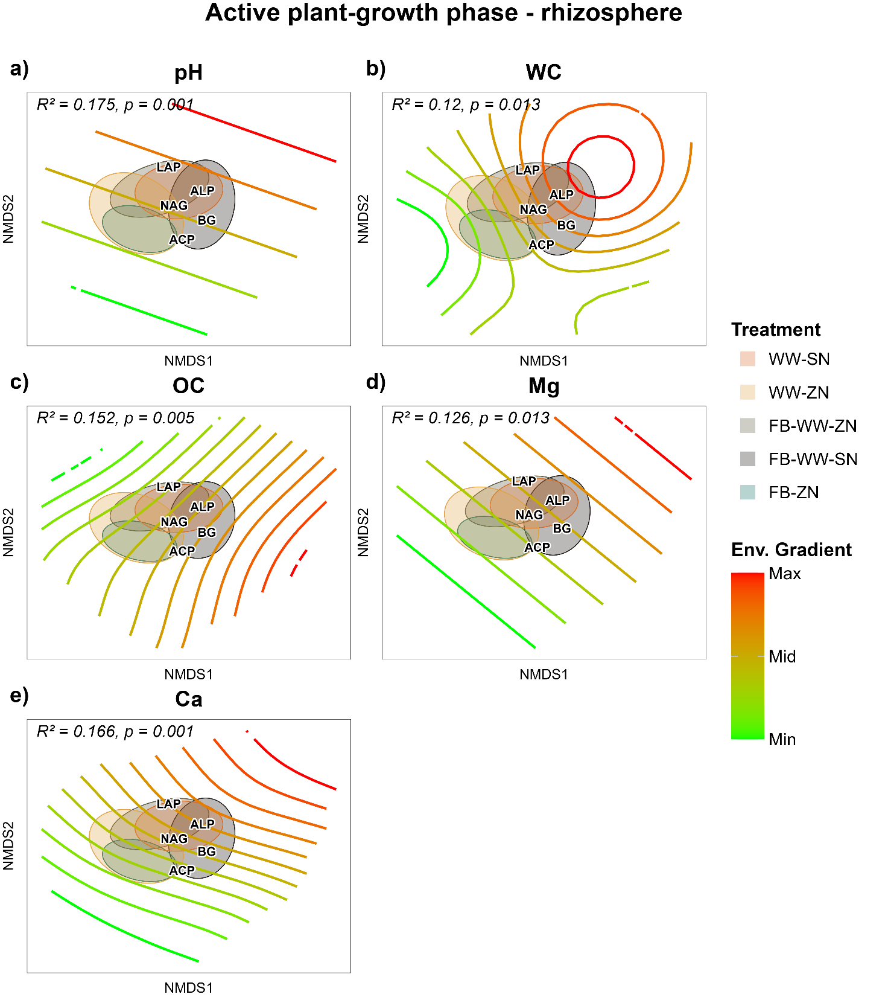 Active plant-growth phase - rhizosphere
a)
pH
R² = 0.175, p = 0.001
LAP
ALP
NAG
BG
ACP
NMDS2
NMDS1
b)
WC
R² = 0.12, p = 0.013
LAP
ALP
NAG
BG
ACP
NMDS2
NMDS1
c)
OC
R² = 0.152, p = 0.005
LAP
ALP
NAG
BG
ACP
NMDS2
NMDS1
d)
Mg
R² = 0.126, p = 0.013
LAP
ALP
NAG
BG
ACP
NMDS2
NMDS1
e)
Ca
R² = 0.166, p = 0.001
LAP
ALP
NAG
BG
ACP
NMDS2
NMDS1
Treatment
WW-SN
WW-ZN
FB-WW-ZN
FB-WW-SN
FB-ZN
Env. Gradient
Max
Mid
Min